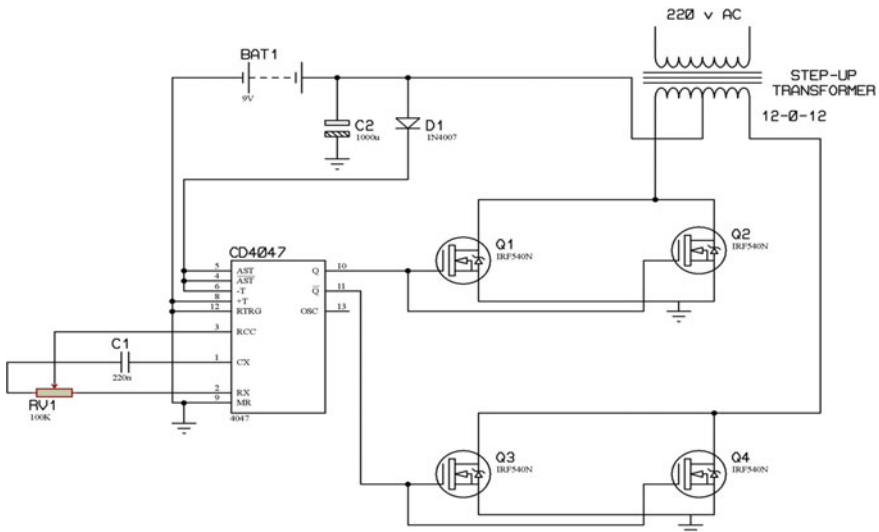 220 v AC
BAT1
9V
STEP-UP
TRANSFORMER
12-0-12
C2
1000u
D1
1N4007
Q1
IRF540N
Q2
IRF540N
CD4047
5 AST Q 10
4 AST Q 11
6 -T
8 +T
12 RTRG OSC 13
3 RCC
1 CX
2 RX
9 MR
4047
C1
220n
RV1
100K
Q3
IRF540N
Q4
IRF540N